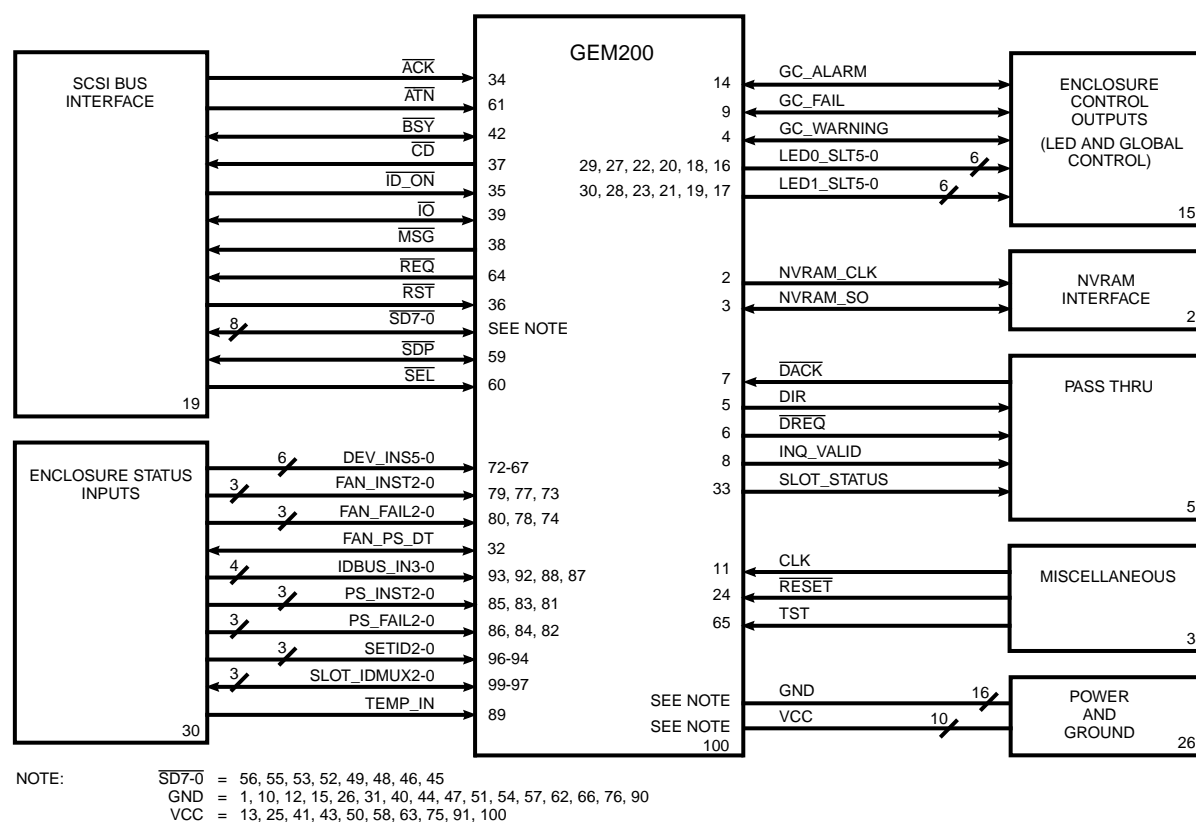 GEM200
SCSI BUS
INTERFACE
19
ACK 34
ATN 61
BSY 42
CD 37
ID_ON 35
IO 39
MSG 38
REQ 64
RST 36
8 SD7-0 SEE NOTE
SDP 59
SEL 60
ENCLOSURE STATUS
INPUTS
30
6 DEV_INS5-0 72-67
3 FAN_INST2-0 79, 77, 73
3 FAN_FAIL2-0 80, 78, 74
FAN_PS_DT 32
4 IDBUS_IN3-0 93, 92, 88, 87
3 PS_INST2-0 85, 83, 81
3 PS_FAIL2-0 86, 84, 82
3 SETID2-0 96-94
3 SLOT_IDMUX2-0 99-97
TEMP_IN 89
14 GC_ALARM
9 GC_FAIL
4 GC_WARNING
29, 27, 22, 20, 18, 16 LED0_SLT5-0 6
30, 28, 23, 21, 19, 17 LED1_SLT5-0 6
ENCLOSURE
CONTROL
OUTPUTS
(LED AND GLOBAL
CONTROL)
15
2 NVRAM_CLK
3 NVRAM_SO
NVRAM
INTERFACE
2
7 DACK
5 DIR
6 DREQ
8 INQ_VALID
33 SLOT_STATUS
PASS THRU
5
11 CLK
24 RESET
65 TST
MISCELLANEOUS
3
SEE NOTE GND 16
SEE NOTE VCC 10
100
POWER
AND
GROUND
26
NOTE: SD7-0 = 56, 55, 53, 52, 49, 48, 46, 45
GND = 1, 10, 12, 15, 26, 31, 40, 44, 47, 51, 54, 57, 62, 66, 76, 90
VCC = 13, 25, 41, 43, 50, 58, 63, 75, 91, 100